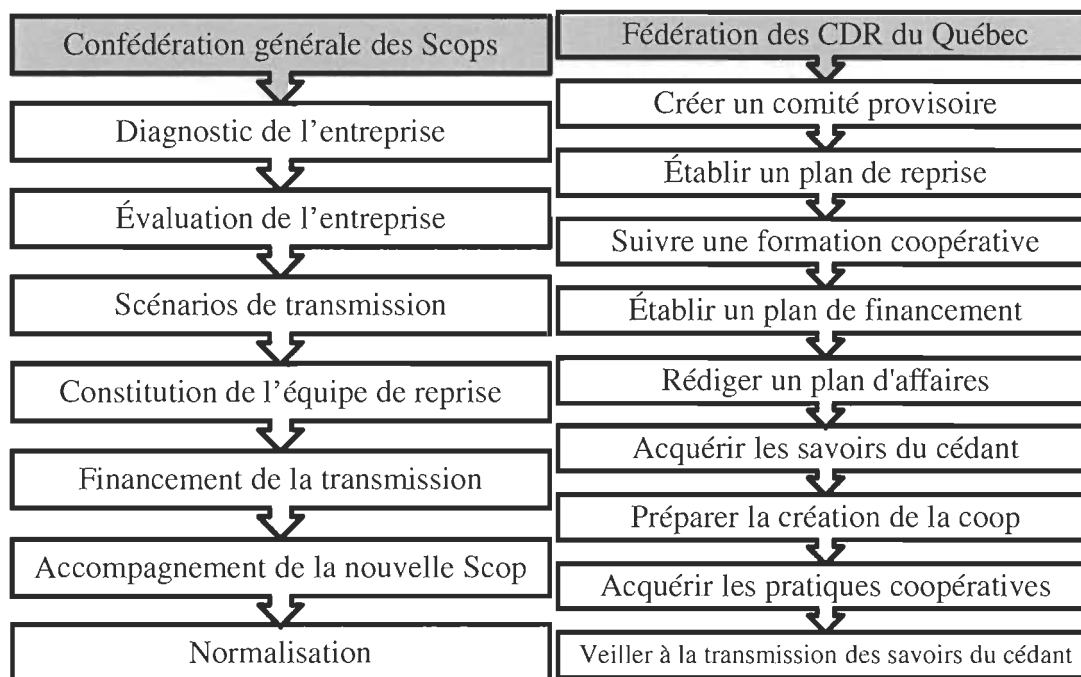 Confédération générale des Scops
Diagnostic de l'entreprise
Évaluation de l'entreprise
Scénarios de transmission
Constitution de l'équipe de reprise
Financement de la transmission
Accompagnement de la nouvelle Scop
Normalisation
Fédération des CDR du Québec
Créer un comité provisoire
Établir un plan de reprise
Suivre une formation coopérative
Établir un plan de financement
Rédiger un plan d'affaires
Acquérir les savoirs du cédant
Préparer la création de la coop
Acquérir les pratiques coopératives
Veiller à la transmission des savoirs du cédant